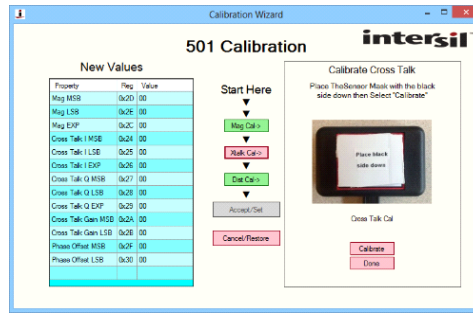 Calibration Wizard
intersil
501 Calibration
New Values
Property Reg Value
Mag MSB 0x2D 00
Mag LSB 0x2E 00
Mag EXP 0x2C 00
Cross Talk I MSB 0x24 00
Cross Talk I LSB 0x25 00
Cross Talk I EXP 0x26 00
Cross Talk Q MSB 0x27 00
Cross Talk Q LSB 0x28 00
Cross Talk Q EXP 0x29 00
Cross Talk Gain MSB 0x2A 00
Cross Talk Gain LSB 0x2B 00
Phase Offset MSB 0x2F 00
Phase Offset LSB 0x30 00
Start Here
Mag Cal->
Xtalk Cal->
Dist Cal->
Accept/Set
Cancel/Restore
Calibrate Cross Talk
Place TheSensor Mask with the black
side down then Select "Calibrate"
Place black
side down
Cross Talk Cal
Calibrate
Done